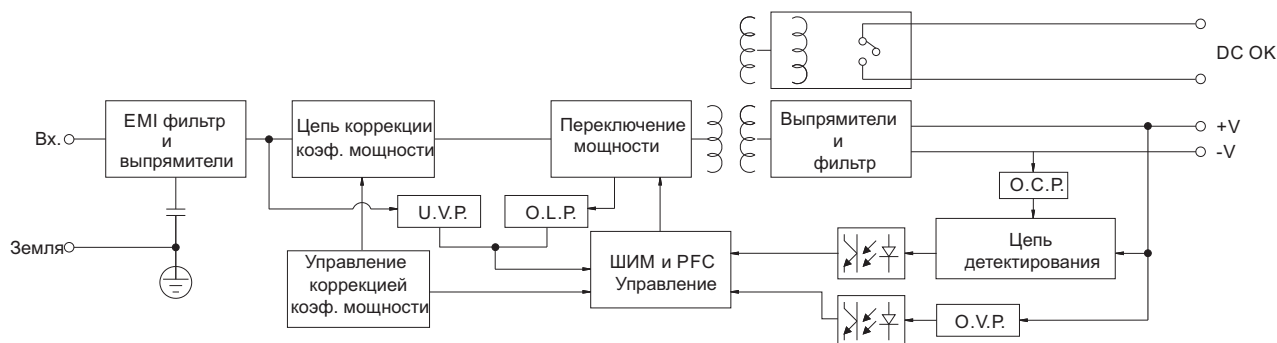 DC OK
Вх.
EMI фильтр
и
выпрямители
Цепь коррекции
коэф. мощности
Переключение
мощности
Выпрямители
и
фильтр
+V
-V
O.C.P.
U.V.P.
O.L.P.
Земля
Управление
коррекцией
коэф. мощности
ШИМ и PFC
Управление
Цепь
детектирования
O.V.P.